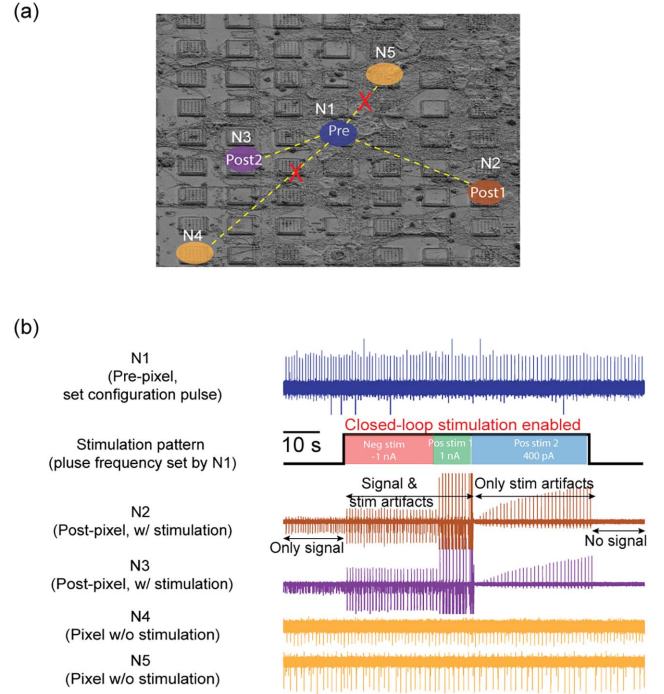 (a)
N5
N1
Pre
N3
Post2
N2
Post1
N4
(b)
N1
(Pre-pixel,
set configuration pulse)
Closed-loop stimulation enabled
10 s
Stimulation pattern
(pluse frequency set by N1)
Neg stim
-1 nA
Pos stim 1
1 nA
Pos stim 2
400 pA
Signal &
stim artifacts
Only stim artifacts
N2
(Post-pixel, w/ stimulation)
Only signal
No signal
N3
(Post-pixel, w/ stimulation)
N4
(Pixel w/o stimulation)
N5
(Pixel w/o stimulation)